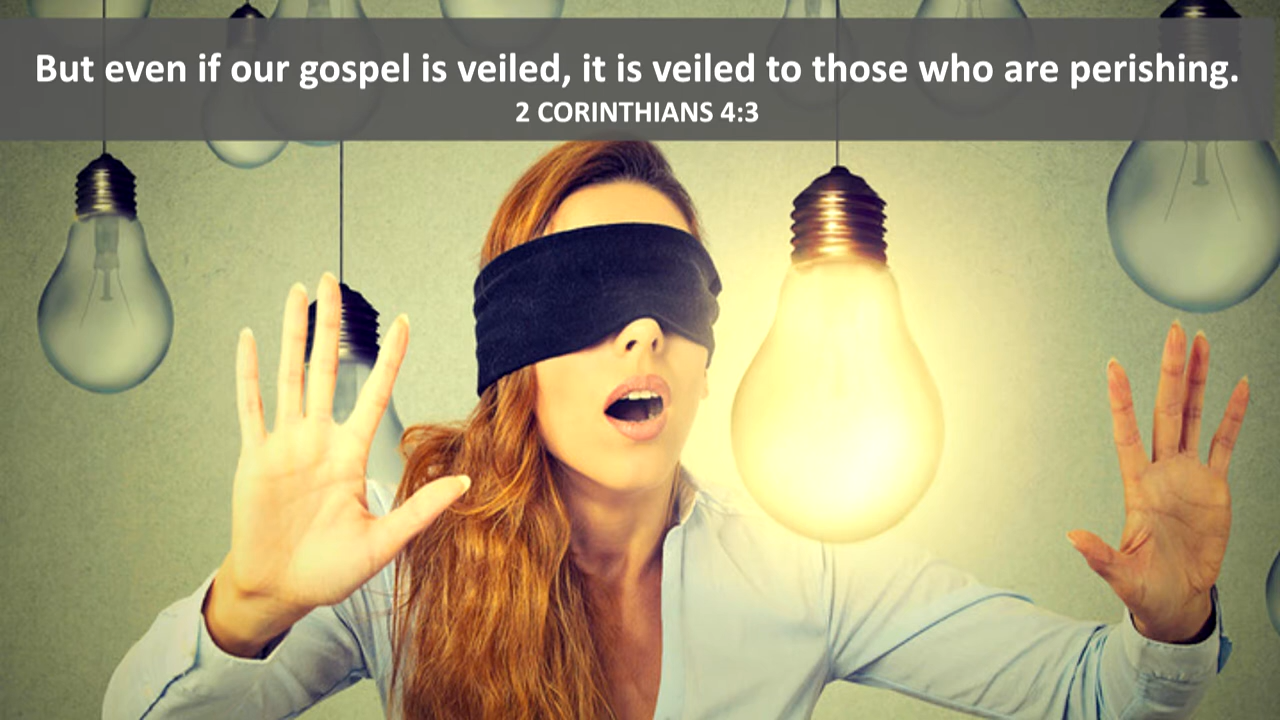 But even if our gospel is veiled, it is veiled to those who are perishing.
2 CORINTHIANS 4:3